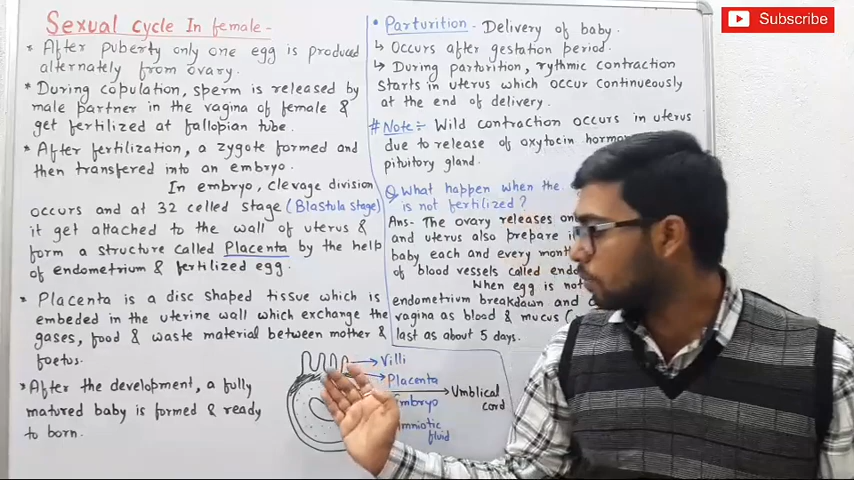 Sexual cycle In female -
* After puberty only one egg is produced
alternately from ovary.
* During copulation, sperm is released by
male partner in the vagina of female &
get fertilized at fallopian tube.
* After fertilization, a zygote formed and
then transfered into an embryo.
In embryo, clevage division
occurs and at 32 celled stage (Blastula stage)
it get attached to the wall of uterus &
form a structure called Placenta by the help
of endometrium & fertilized egg.
* Placenta is a disc shaped tissue which is
embeded in the uterine wall which exchange the
gases, food & waste material between mother &
foetus.
* After the development, a fully
matured baby is formed & ready
to born.
Villi
Placenta
Embryo
Umbilical
cord
Amniotic
fluid
• Parturition - Delivery of baby.
↳ Occurs after gestation period.
↳ During parturition, rythmic contraction
starts in uterus which occur continuously
at the end of delivery.
# Note :- Wild contraction occurs in uterus
due to release of oxytocin
pituitory gland.
Q What happen when the
is not fertilized ?
Ans- The ovary releases
and uterus also prepare
baby each and every
of blood vessels called
When egg is not
endometrium breakdown and
vagina as blood & mucus
last as about 5 days.
Subscribe